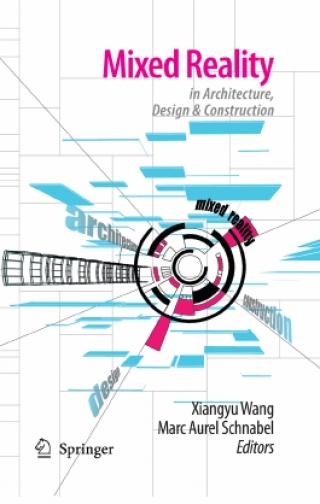 Mixed Reality
in Architecture,
Design & Construction
mixed reality
architecture
construction
design
Xiangyu Wang
Marc Aurel Schnabel
Editors
Springer